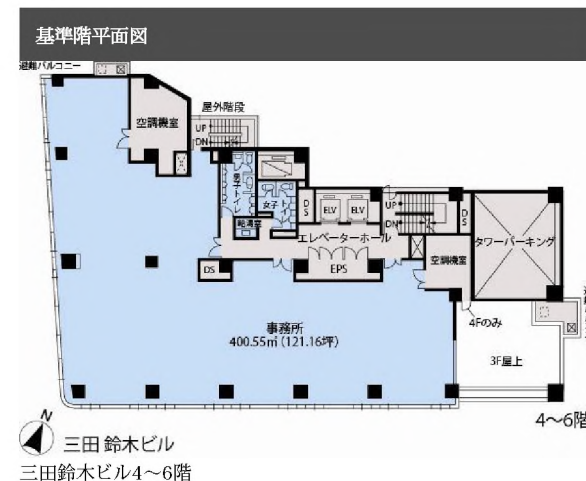 基準階平面図
避難バルコニー
空調機室
屋外階段
UP
DN
男子トイレ
女子トイレ
給湯室
DS
ELV
ELV
UP
DN
DS
タワーパーキング
エレベーターホール
空調機室
DS
EPS
事務所
400.55㎡(121.16坪)
4Fのみ
3F屋上
4〜6階
N
三田 鈴木ビル
三田鈴木ビル4〜6階